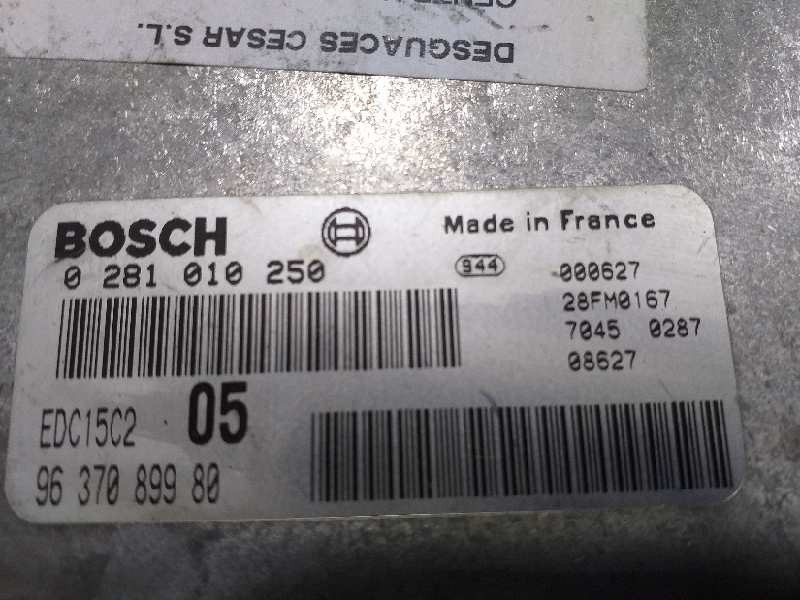 DESGUACES CESAR S.L.
BOSCH
Made in France
0 281 010 250
944
000627
28FM0167
7045 0287
08627
EDC15C2 05
96 370 899 80